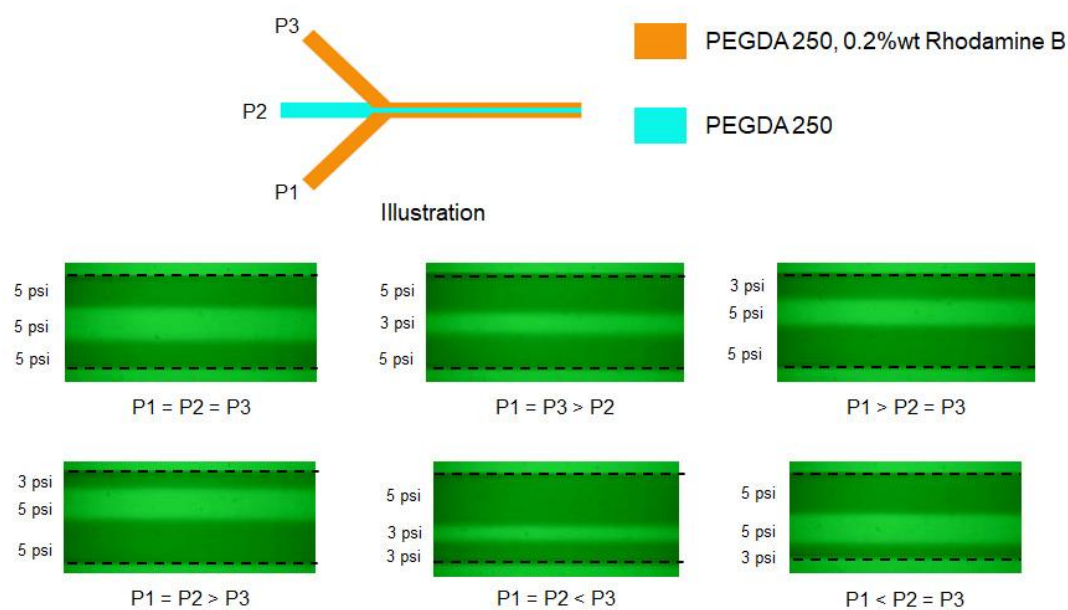 P3
PEGDA 250, 0.2%wt Rhodamine B
P2
PEGDA 250
P1
Illustration
5 psi
5 psi
5 psi
P1 = P2 = P3
5 psi
3 psi
5 psi
P1 = P3 > P2
3 psi
5 psi
5 psi
P1 > P2 = P3
3 psi
5 psi
5 psi
P1 = P2 > P3
5 psi
3 psi
3 psi
P1 = P2 < P3
5 psi
5 psi
3 psi
P1 < P2 = P3